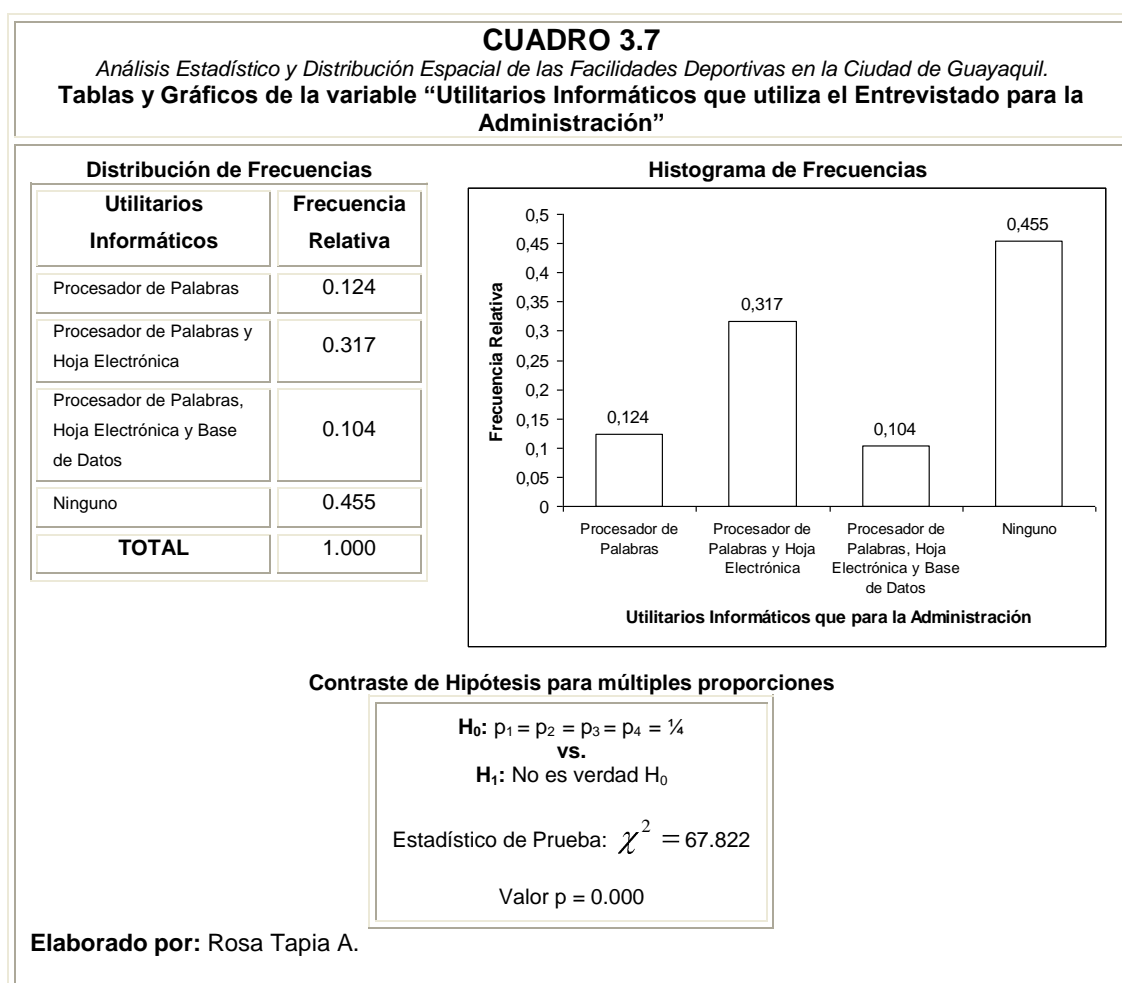 CUADRO 3.7
Análisis Estadístico y Distribución Espacial de las Facilidades Deportivas en la Ciudad de Guayaquil.
Tablas y Gráficos de la variable “Utilitarios Informáticos que utiliza el Entrevistado para la
Administración”
Distribución de Frecuencias
Utilitarios
Informáticos
Frecuencia
Relativa
Procesador de Palabras
0.124
Procesador de Palabras y
Hoja Electrónica
0.317
Procesador de Palabras,
Hoja Electrónica y Base
de Datos
0.104
Ninguno
0.455
TOTAL
1.000
Histograma de Frecuencias
Frecuencia Relativa
0,5
0,45
0,4
0,35
0,3
0,25
0,2
0,15
0,1
0,05
0
0,124
0,317
0,104
0,455
Procesador de
Palabras
Procesador de
Palabras y Hoja
Electrónica
Procesador de
Palabras, Hoja
Electrónica y Base
de Datos
Ninguno
Utilitarios Informáticos que para la Administración
Contraste de Hipótesis para múltiples proporciones
H₀: p₁ = p₂ = p₃ = p₄ = ¼
vs.
H₁: No es verdad H₀
Estadístico de Prueba: χ² = 67.822
Valor p = 0.000
Elaborado por: Rosa Tapia A.